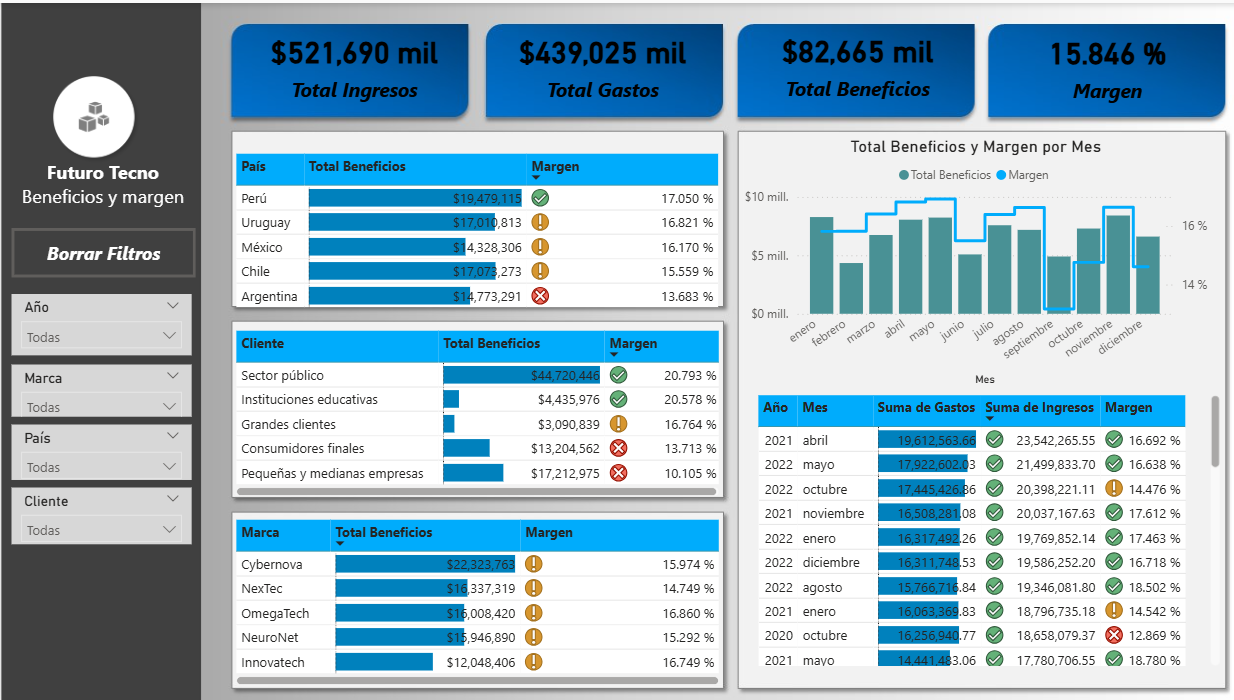 Futuro Tecno
Beneficios y margen
Borrar Filtros
Año
Todas
Marca
Todas
País
Todas
Cliente
Todas
$521,690 mil
Total Ingresos
$439,025 mil
Total Gastos
$82,665 mil
Total Beneficios
15.846 %
Margen
País Total Beneficios Margen
Perú $19,479,115 17.050 %
Uruguay $17,010,813 16.821 %
México $14,328,306 16.170 %
Chile $17,073,273 15.559 %
Argentina $14,773,291 13.683 %
Cliente Total Beneficios Margen
Sector público $44,720,446 20.793 %
Instituciones educativas $4,435,976 20.578 %
Grandes clientes $3,090,839 16.764 %
Consumidores finales $13,204,562 13.713 %
Pequeñas y medianas empresas $17,212,975 10.105 %
Marca Total Beneficios Margen
Cybernova $22,323,763 15.974 %
NexTec $16,337,319 14.749 %
OmegaTech $16,008,420 16.860 %
NeuroNet $15,946,890 15.292 %
Innovatech $12,048,406 16.749 %
Total Beneficios y Margen por Mes
Total Beneficios Margen
$10 mill.
$5 mill.
$0 mill.
16 %
14 %
enero febrero marzo abril mayo junio julio agosto septiembre octubre noviembre diciembre
Mes
Año Mes Suma de Gastos Suma de Ingresos Margen
2021 abril 19,612,563.66 23,542,265.55 16.692 %
2022 mayo 17,922,602.03 21,499,833.70 16.638 %
2022 octubre 17,445,426.86 20,398,221.11 14.476 %
2021 noviembre 16,508,281.08 20,037,167.63 17.612 %
2022 enero 16,317,492.26 19,769,852.14 17.463 %
2022 diciembre 16,311,748.53 19,586,252.20 16.718 %
2022 agosto 15,766,716.84 19,346,081.80 18.502 %
2021 enero 16,063,369.83 18,796,735.18 14.542 %
2020 octubre 16,256,940.77 18,658,079.37 12.869 %
2021 mayo 14,441,483.06 17,780,706.55 18.780 %